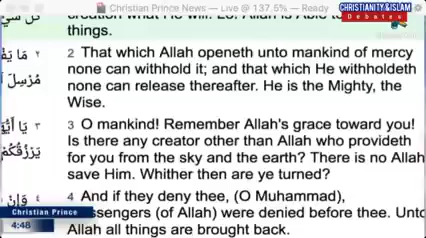 Christian Prince News — Live @ 137.5% — Ready
CHRISTIANITY & ISLAM
Debates
creation what He will. Lo! Allah is Able to
things.
2 That which Allah openeth unto mankind of mercy
none can withhold it; and that which He withholdeth
none can release thereafter. He is the Mighty, the
Wise.
3 O mankind! Remember Allah's grace toward you!
Is there any creator other than Allah who provideth
for you from the sky and the earth? There is no Allah
save Him. Whither then are ye turned?
4 And if they deny thee, (O Muhammad),
ssengers (of Allah) were denied before thee. Unto
Allah all things are brought back.
٢ مَا يَفْ
مُرْسِلَ
٣ يَا أَيُّ
يَرْزُقُكُمْ
٤ وَإِنْ
Christian Prince
4:48